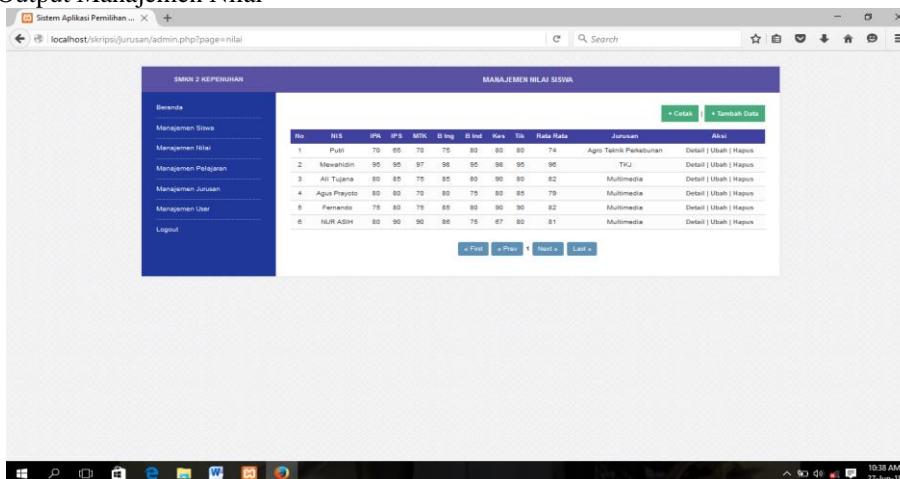 Output Manajemen Nilai
Sistem Aplikasi Pemilihan ... × +
localhost/skripsi/jurusan/admin.php?page=nilai Search
SMKN 2 KEPENUHAN MANAJEMEN NILAI SISWA
Beranda
Manajemen Siswa
Manajemen Nilai
Manajemen Pelajaran
Manajemen Jurusan
Manajemen User
Logout
+ Cetak | + Tambah Data
No NIS IPA IPS MTK B Ing B Ind Kes Tik Rata Rata Jurusan Aksi
1 Putri 70 65 70 75 80 80 80 74 Agro Teknik Perkebunan Detail | Ubah | Hapus
2 Mewahidin 95 95 97 98 95 98 95 96 TKJ Detail | Ubah | Hapus
3 Ali Tujana 80 85 75 85 80 90 80 82 Multimedia Detail | Ubah | Hapus
4 Agus Prayoto 80 80 70 80 75 80 85 79 Multimedia Detail | Ubah | Hapus
5 Fernando 75 80 75 85 80 90 90 82 Multimedia Detail | Ubah | Hapus
6 NUR ASIH 80 90 90 86 75 67 80 81 Multimedia Detail | Ubah | Hapus
« First « Prev 1 Next » Last »
10:38 AM